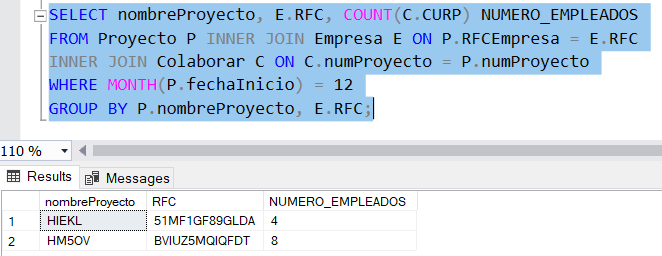 SELECT nombreProyecto, E.RFC, COUNT(C.CURP) NUMERO_EMPLEADOS
FROM Proyecto P INNER JOIN Empresa E ON P.RFCEmpresa = E.RFC
INNER JOIN Colaborar C ON C.numProyecto = P.numProyecto
WHERE MONTH(P.fechaInicio) = 12
GROUP BY P.nombreProyecto, E.RFC;
110 %
Results Messages
nombreProyecto RFC NUMERO_EMPLEADOS
1 HIEKL 51MF1GF89GLDA 4
2 HM5OV BVIUZ5MQIQFDT 8